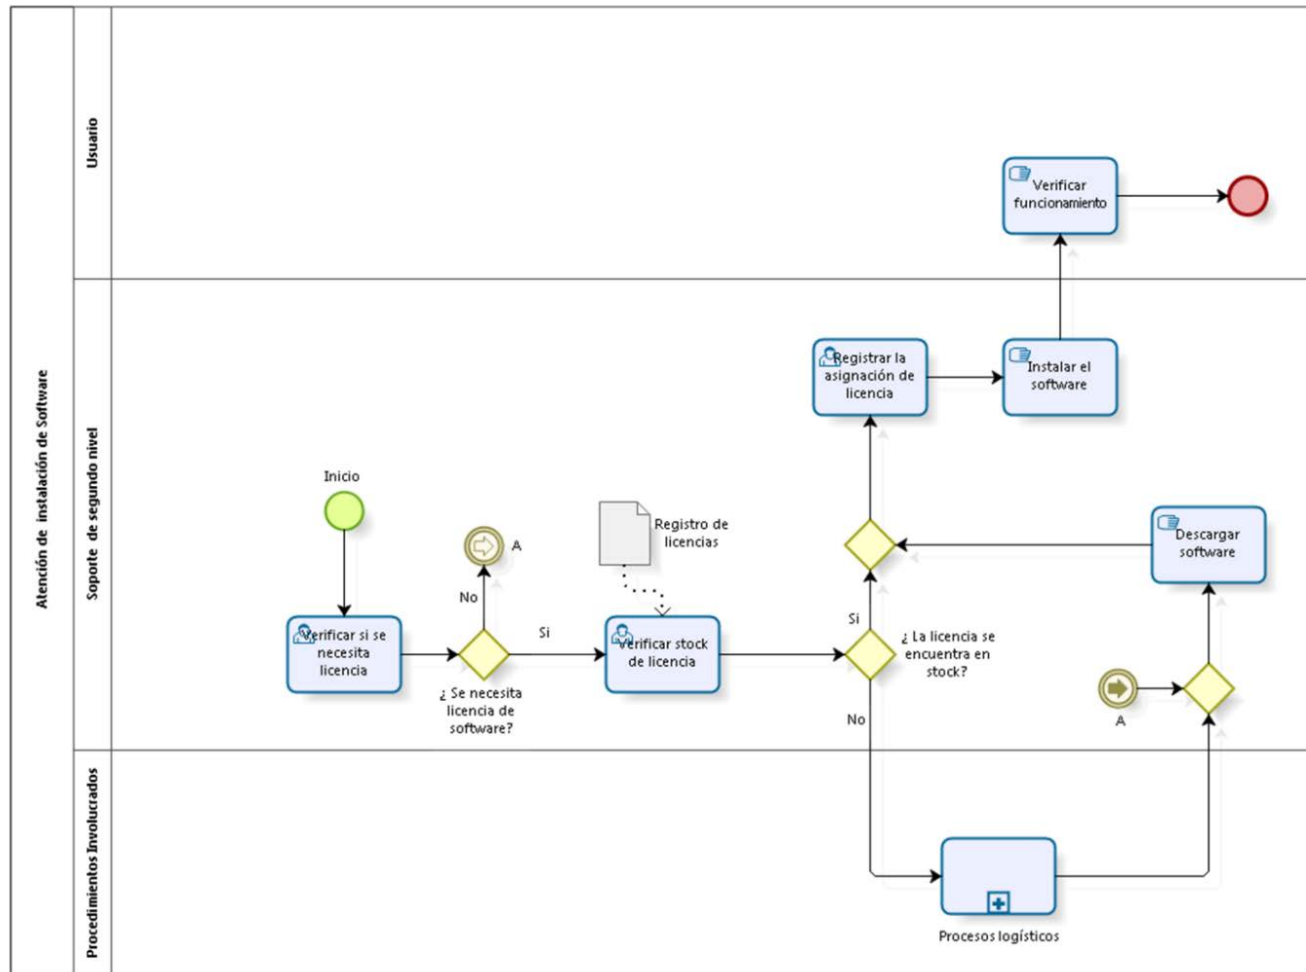 Atención de instalación de Software
Usuario
Verificar
funcionamiento
Soporte de segundo nivel
Inicio
Verificar si se
necesita
licencia
No
A
Si
¿ Se necesita
licencia de
software?
Registro de
licencias
Verificar stock
de licencia
Registrar la
asignación de
licencia
Instalar el
software
Si
¿ La licencia se
encuentra en
stock?
No
Descargar
software
A
Procedimientos Involucrados
Procesos logísticos